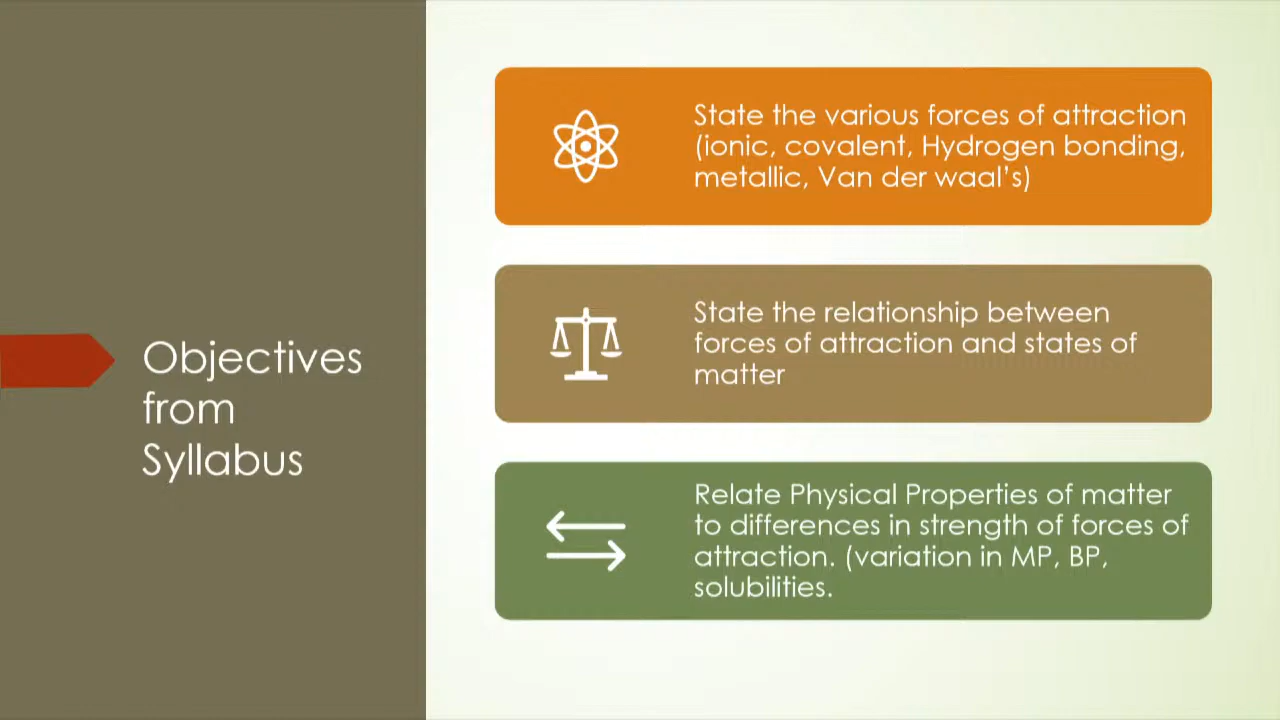 Objectives
from
Syllabus
State the various forces of attraction
(ionic, covalent, Hydrogen bonding,
metallic, Van der waal’s)
State the relationship between
forces of attraction and states of
matter
Relate Physical Properties of matter
to differences in strength of forces of
attraction. (variation in MP, BP,
solubilities.